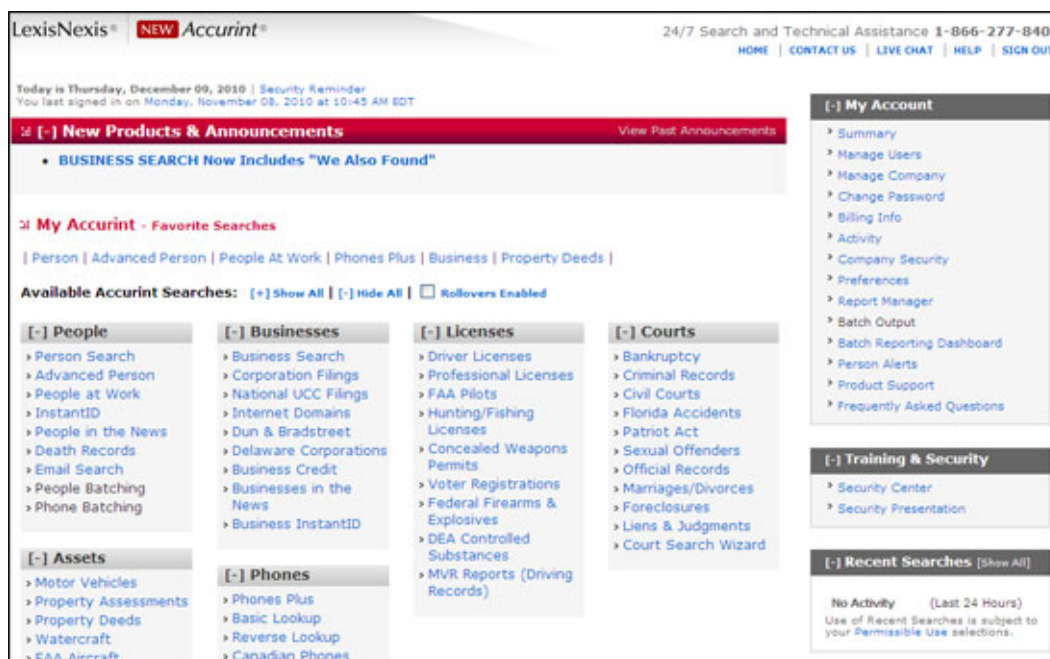 LexisNexis® NEW Accurint®
24/7 Search and Technical Assistance 1-866-277-840
HOME | CONTACT US | LIVE CHAT | HELP | SIGN OUT
Today is Thursday, December 09, 2010 | Security Reminder
You last signed in on Monday, November 08, 2010 at 10:45 AM EDT
[-] New Products & Announcements
View Past Announcements
• BUSINESS SEARCH Now Includes "We Also Found"
My Accurint - Favorite Searches
| Person | Advanced Person | People At Work | Phones Plus | Business | Property Deeds |
Available Accurint Searches: [+] Show All | [-] Hide All | Rollovers Enabled
[-] People
Person Search
Advanced Person
People at Work
InstantID
People in the News
Death Records
Email Search
People Batching
Phone Batching
[-] Assets
Motor Vehicles
Property Assessments
Property Deeds
Watercraft
FAA Aircraft
[-] Businesses
Business Search
Corporation Filings
National UCC Filings
Internet Domains
Dun & Bradstreet
Delaware Corporations
Business Credit
Businesses in the
News
Business InstantID
[-] Phones
Phones Plus
Basic Lookup
Reverse Lookup
Canadian Phones
[-] Licenses
Driver Licenses
Professional Licenses
FAA Pilots
Hunting/Fishing
Licenses
Concealed Weapons
Permits
Voter Registrations
Federal Firearms &
Explosives
DEA Controlled
Substances
MVR Reports (Driving
Records)
[-] Courts
Bankruptcy
Criminal Records
Civil Courts
Florida Accidents
Patriot Act
Sexual Offenders
Official Records
Marriages/Divorces
Foreclosures
Liens & Judgments
Court Search Wizard
[-] My Account
Summary
Manage Users
Manage Company
Change Password
Billing Info
Activity
Company Security
Preferences
Report Manager
Batch Output
Batch Reporting Dashboard
Person Alerts
Product Support
Frequently Asked Questions
[-] Training & Security
Security Center
Security Presentation
[-] Recent Searches [Show All]
No Activity (Last 24 Hours)
Use of Recent Searches is subject to
your Permissible Use selections.